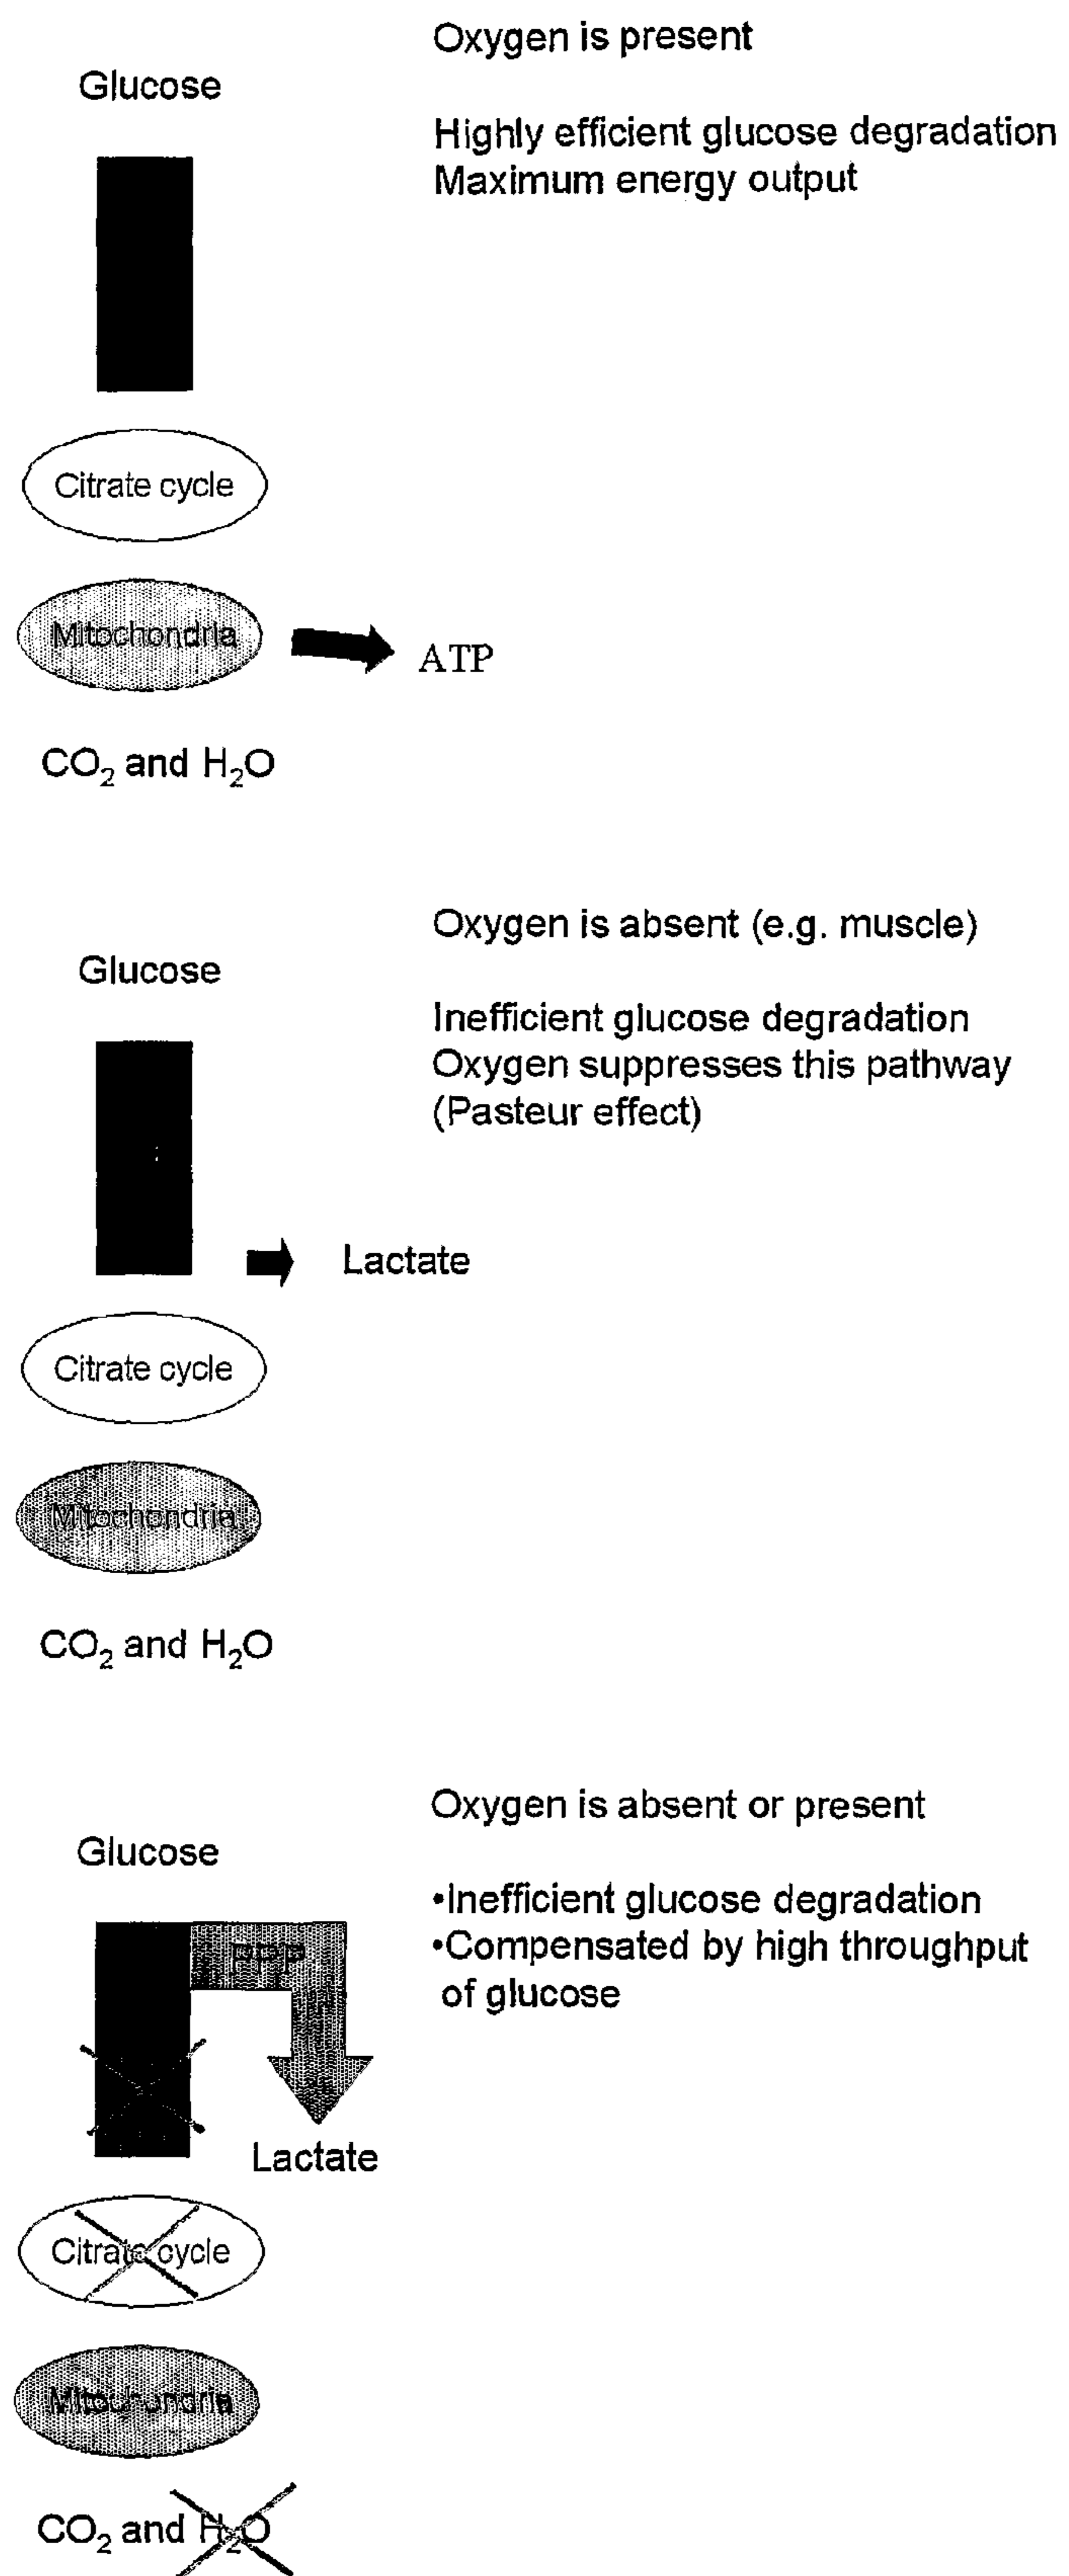 Oxygen is present
Glucose
Highly efficient glucose degradation
Maximum energy output
Citrate cycle
Mitochondria
ATP
CO₂ and H₂O
Oxygen is absent (e.g. muscle)
Glucose
Inefficient glucose degradation
Oxygen suppresses this pathway
(Pasteur effect)
Lactate
Citrate cycle
Mitochondria
CO₂ and H₂O
Oxygen is absent or present
Glucose
•Inefficient glucose degradation
•Compensated by high throughput
of glucose
PPP
Lactate
Citrate cycle
Mitochondria
CO₂ and H₂O